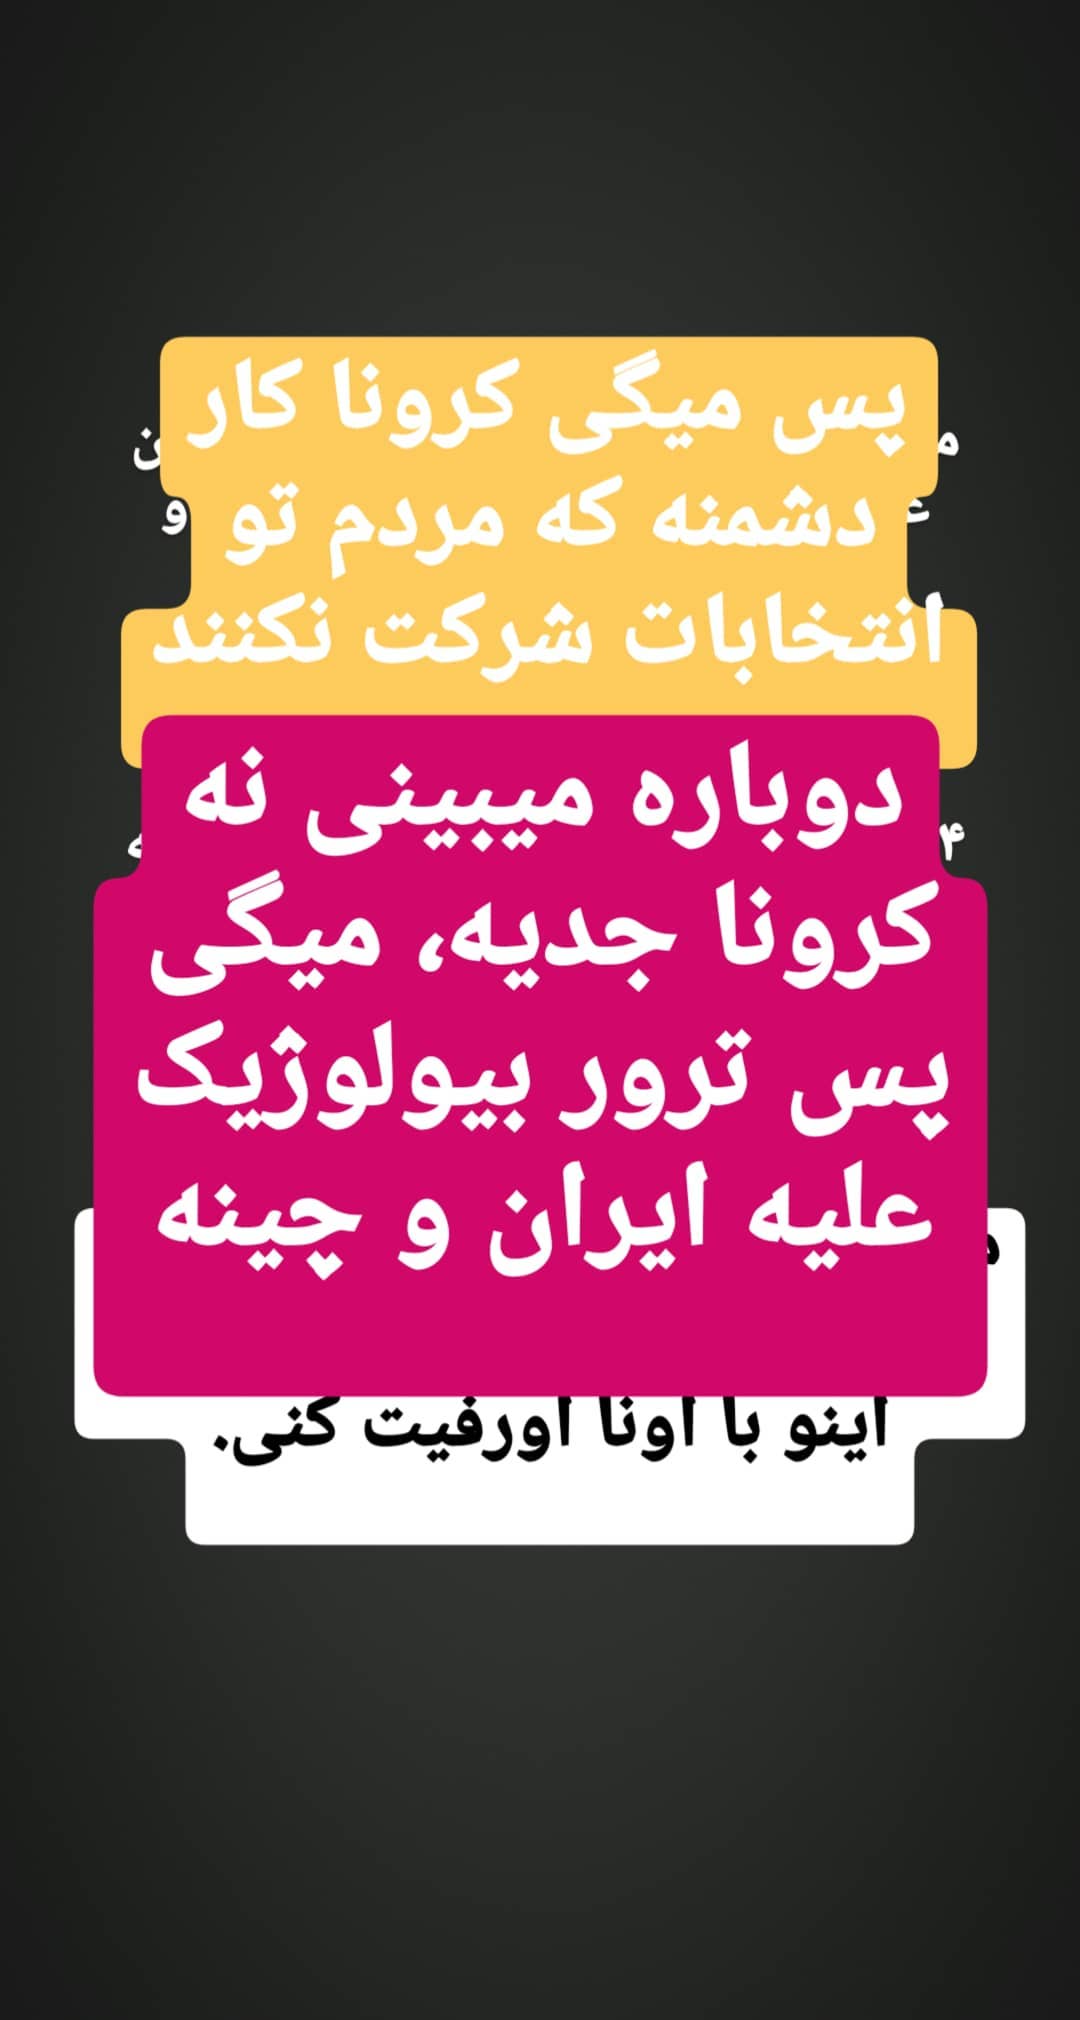 پس میگی کرونا کار
دشمنه که مردم تو
انتخابات شرکت نکنند
دوباره میبینی نه
کرونا جدیه، میگی
پس ترور بیولوژیک
علیه ایران و چینه
اینو با اونا اورفیت کنی.